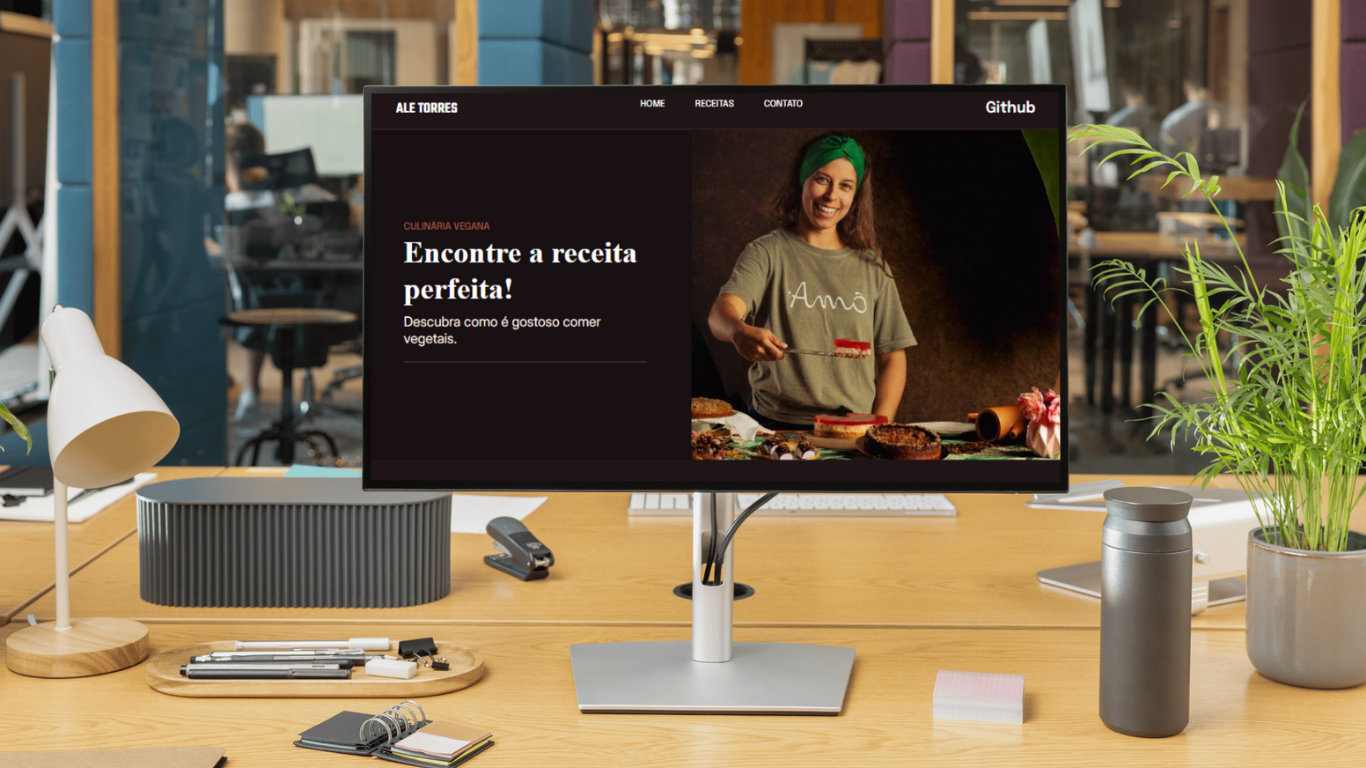 ALE TORRES
HOME RECEITAS CONTATO
Github
CULINÁRIA VEGANA
Encontre a receita
perfeita!
Descubra como é gostoso comer
vegetais.
Amô